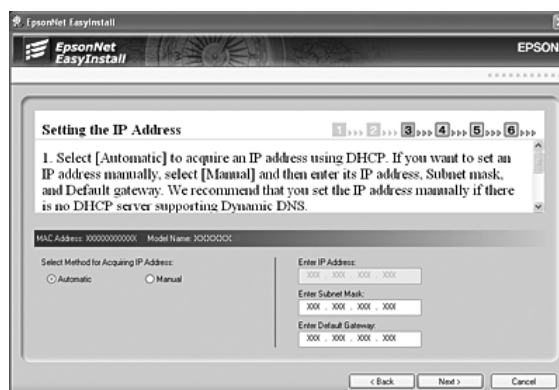 EpsonNet EasyInstall
EpsonNet
EasyInstall
EPSON
Setting the IP Address
1 2 3 4 5 6
1. Select [Automatic] to acquire an IP address using DHCP. If you want to set an
IP address manually, select [Manual] and then enter its IP address, Subnet mask,
and Default gateway. We recommend that you set the IP address manually if there
is no DHCP server supporting Dynamic DNS.
MAC Address: XXXXXXXXXXXX Model Name: XXXXXXX
Select Method for Acquiring IP Address:
Automatic Manual
Enter IP Address:
XXX . XXX . XXX . XXX
Enter Subnet Mask:
XXX . XXX . XXX . XXX
Enter Default Gateway:
XXX . XXX . XXX . XXX
< Back Next > Cancel